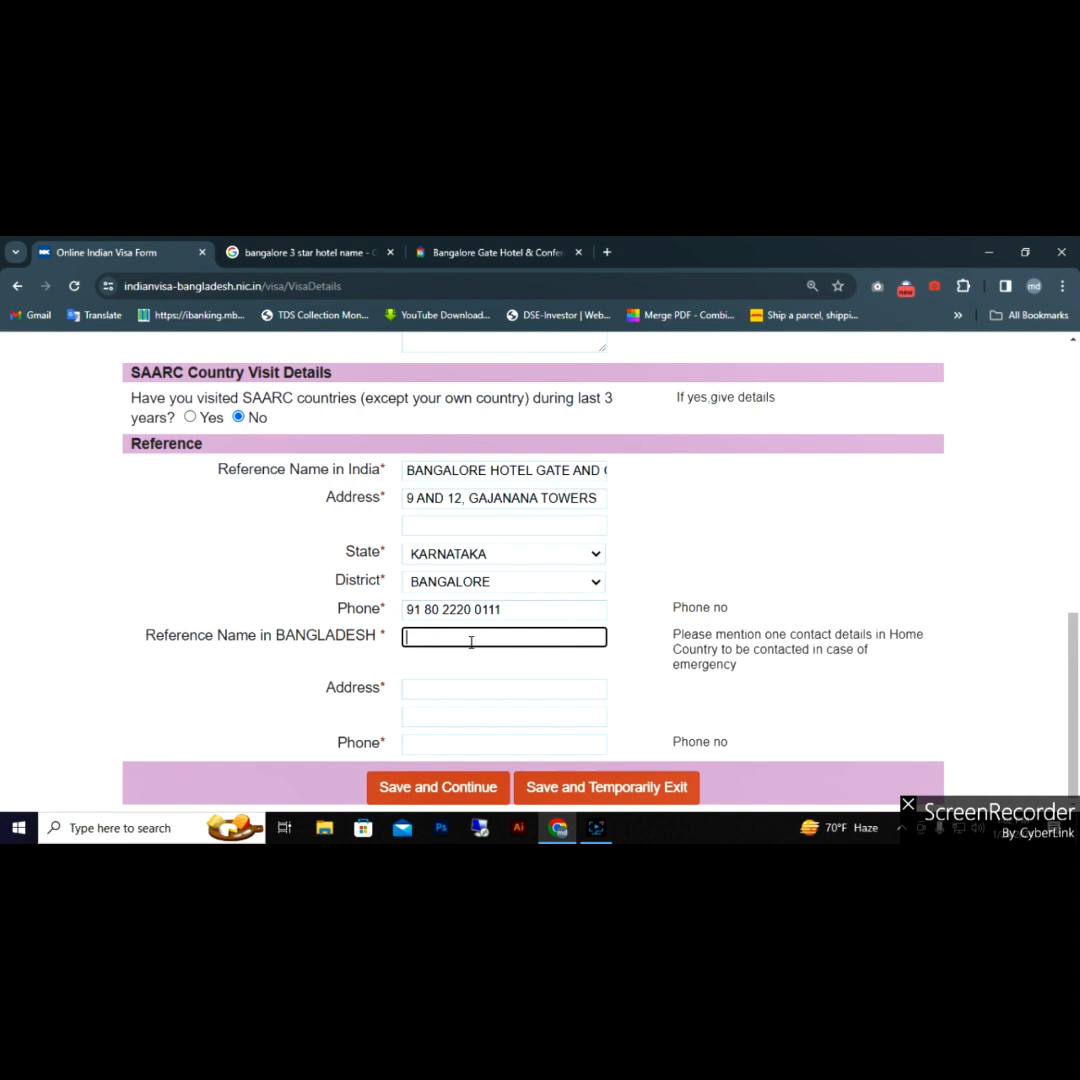 Online Indian Visa Form
bangalore 3 star hotel name -
Bangalore Gate Hotel & Confer
indianvisa-bangladesh.nic.in/visa/VisaDetails
new
md
Gmail
Translate
https://ibanking.mb...
TDS Collection Mon...
YouTube Download...
DSE-Investor | Web...
Merge PDF - Combi...
Ship a parcel, shippi...
»
All Bookmarks
SAARC Country Visit Details
Have you visited SAARC countries (except your own country) during last 3
years? Yes No
If yes,give details
Reference
Reference Name in India*
BANGALORE HOTEL GATE AND
Address*
9 AND 12, GAJANANA TOWERS
State*
KARNATAKA
District*
BANGALORE
Phone*
91 80 2220 0111
Phone no
Reference Name in BANGLADESH *
Please mention one contact details in Home
Country to be contacted in case of
emergency
Address*
Phone*
Phone no
Save and Continue
Save and Temporarily Exit
Type here to search
Ps
Ai
70°F Haze
ScreenRecorder
By CyberLink